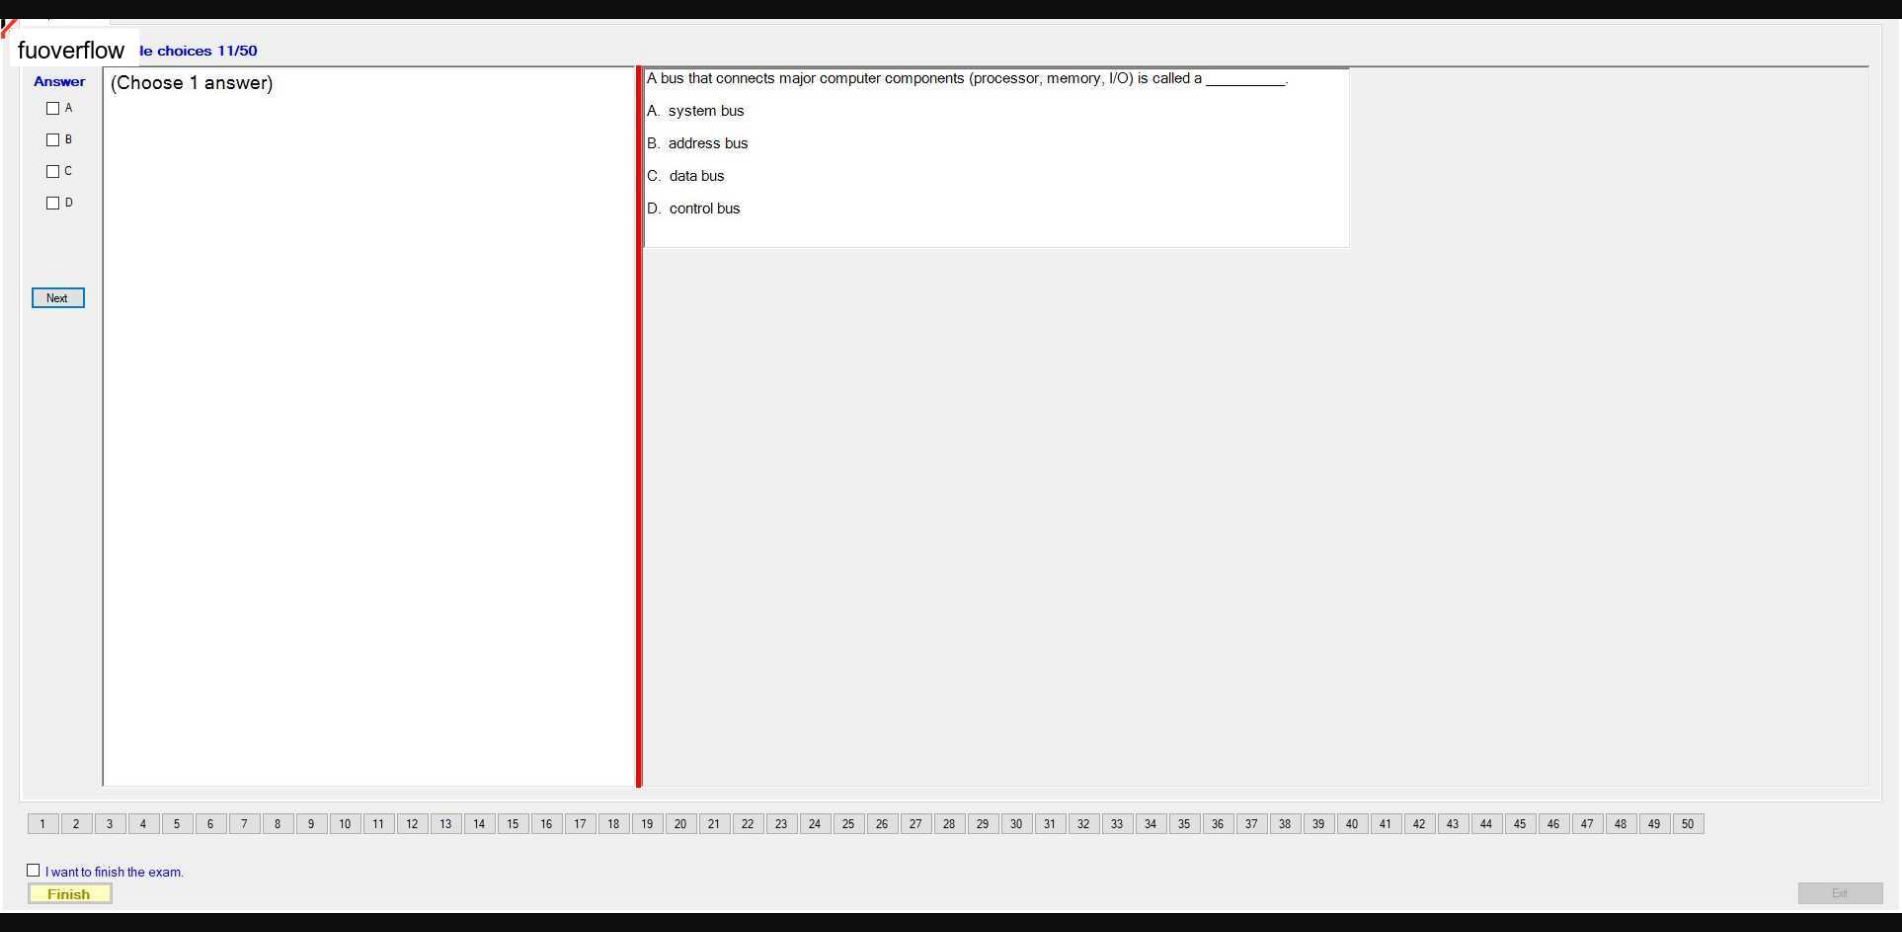 fuoverflow
le choices 11/50
Answer
(Choose 1 answer)
A
B
C
D
Next
A bus that connects major computer components (processor, memory, I/O) is called a __________.
A. system bus
B. address bus
C. data bus
D. control bus
1 2 3 4 5 6 7 8 9 10 11 12 13 14 15 16 17 18 19 20 21 22 23 24 25 26 27 28 29 30 31 32 33 34 35 36 37 38 39 40 41 42 43 44 45 46 47 48 49 50
I want to finish the exam.
Finish
Exit